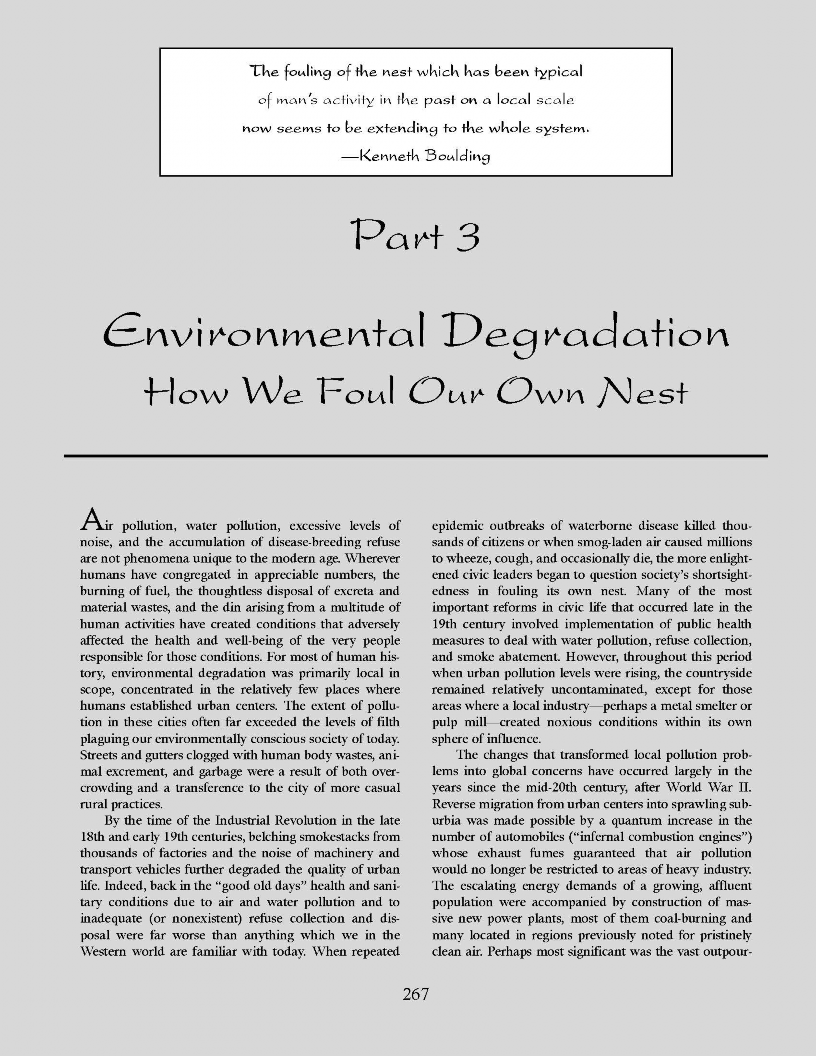 The fouling of the nest which has been typical
of man's activity in the past on a local scale
now seems to be extending to the whole system.
—Kenneth Boulding
Part 3
Environmental Degradation
How We Foul Our Own Nest
Air pollution, water pollution, excessive levels of
noise, and the accumulation of disease-breeding refuse
are not phenomena unique to the modern age. Wherever
humans have congregated in appreciable numbers, the
burning of fuel, the thoughtless disposal of excreta and
material wastes, and the din arising from a multitude of
human activities have created conditions that adversely
affected the health and well-being of the very people
responsible for those conditions. For most of human his-
tory, environmental degradation was primarily local in
scope, concentrated in the relatively few places where
humans established urban centers. The extent of pollu-
tion in these cities often far exceeded the levels of filth
plaguing our environmentally conscious society of today.
Streets and gutters clogged with human body wastes, ani-
mal excrement, and garbage were a result of both over-
crowding and a transference to the city of more casual
rural practices.
By the time of the Industrial Revolution in the late
18th and early 19th centuries, belching smokestacks from
thousands of factories and the noise of machinery and
transport vehicles further degraded the quality of urban
life. Indeed, back in the “good old days” health and sani-
tary conditions due to air and water pollution and to
inadequate (or nonexistent) refuse collection and dis-
posal were far worse than anything which we in the
Western world are familiar with today. When repeated
epidemic outbreaks of waterborne disease killed thou-
sands of citizens or when smog-laden air caused millions
to wheeze, cough, and occasionally die, the more enlight-
ened civic leaders began to question society's shortsight-
edness in fouling its own nest. Many of the most
important reforms in civic life that occurred late in the
19th century involved implementation of public health
measures to deal with water pollution, refuse collection,
and smoke abatement. However, throughout this period
when urban pollution levels were rising, the countryside
remained relatively uncontaminated, except for those
areas where a local industry—perhaps a metal smelter or
pulp mill—created noxious conditions within its own
sphere of influence.
The changes that transformed local pollution prob-
lems into global concerns have occurred largely in the
years since the mid-20th century, after World War II.
Reverse migration from urban centers into sprawling sub-
urbia was made possible by a quantum increase in the
number of automobiles (“infernal combustion engines”)
whose exhaust fumes guaranteed that air pollution
would no longer be restricted to areas of heavy industry.
The escalating energy demands of a growing, affluent
population were accompanied by construction of mas-
sive new power plants, most of them coal-burning and
many located in regions previously noted for pristinely
clean air. Perhaps most significant was the vast outpour-
267